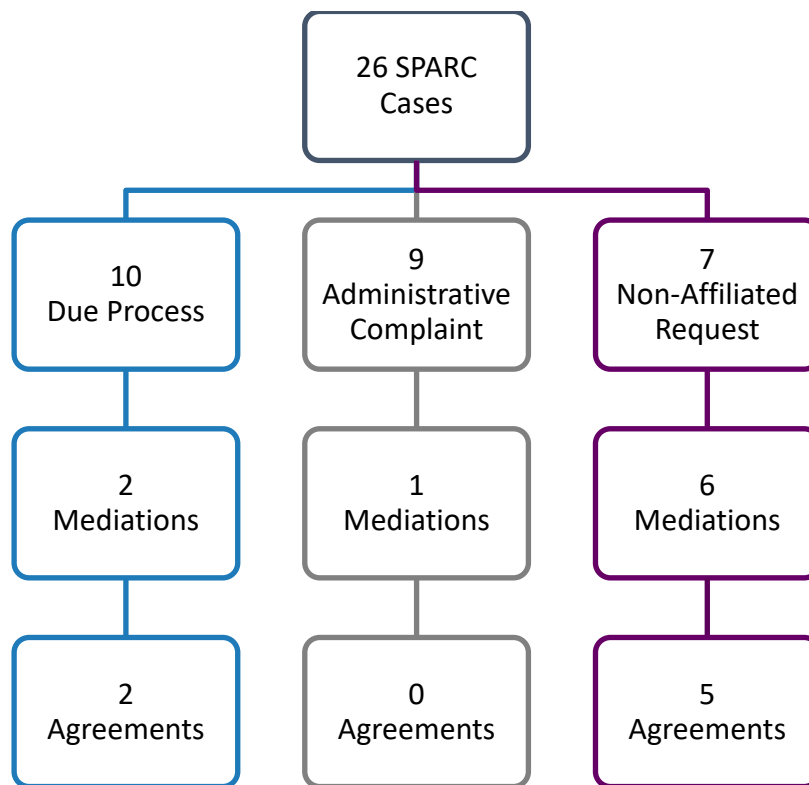 26 SPARC
Cases
10
Due Process
9
Administrative
Complaint
7
Non-Affiliated
Request
2
Mediations
1
Mediations
6
Mediations
2
Agreements
0
Agreements
5
Agreements